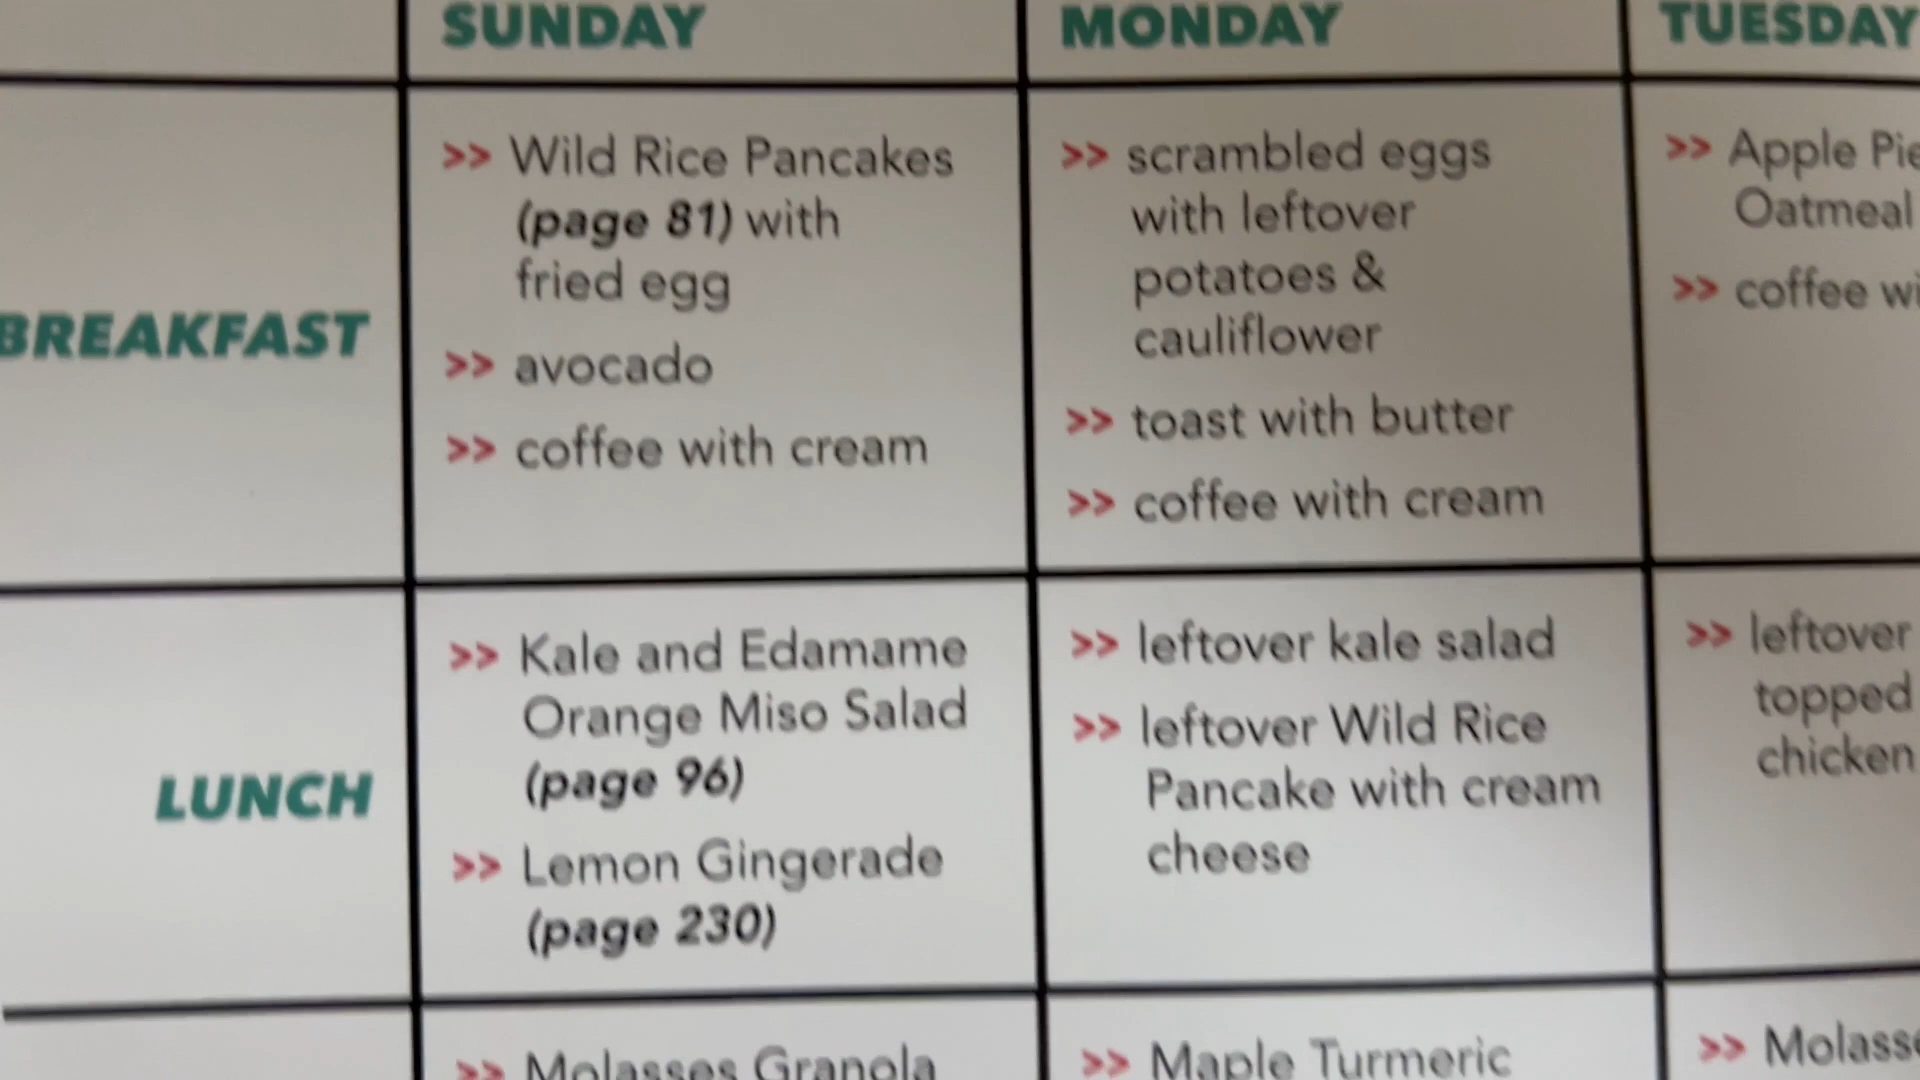 SUNDAY
MONDAY
TUESDAY
BREAKFAST
>> Wild Rice Pancakes
(page 81) with
fried egg
>> avocado
>> coffee with cream
>> scrambled eggs
with leftover
potatoes &
cauliflower
>> toast with butter
>> coffee with cream
>> Apple Pie
Oatmeal
>> coffee
LUNCH
>> Kale and Edamame
Orange Miso Salad
(page 96)
>> Lemon Gingerade
(page 230)
>> leftover kale salad
>> leftover Wild Rice
Pancake with cream
cheese
>> leftover
topped
chicken
>> Molasses Granola
>> Maple Turmeric
>>